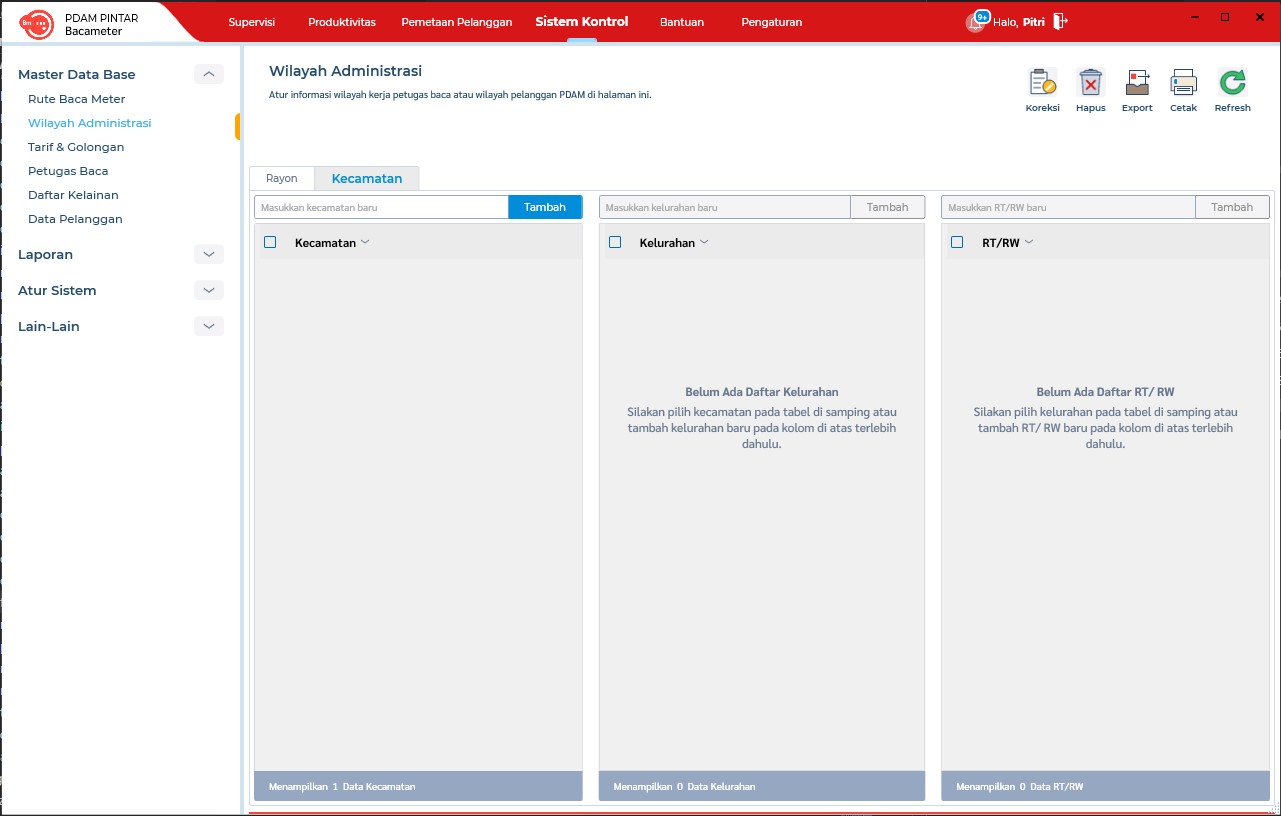 PDAM PINTAR
Bacameter
Supervisi Produktivitas Pemetaan Pelanggan Sistem Kontrol Bantuan Pengaturan
9+ Halo, Pitri
Master Data Base
Rute Baca Meter
Wilayah Administrasi
Tarif & Golongan
Petugas Baca
Daftar Kelainan
Data Pelanggan
Laporan
Atur Sistem
Lain-Lain
Wilayah Administrasi
Atur informasi wilayah kerja petugas baca atau wilayah pelanggan PDAM di halaman ini.
Koreksi Hapus Export Cetak Refresh
Rayon Kecamatan
Masukkan kecamatan baru Tambah
Masukkan kelurahan baru Tambah
Masukkan RT/RW baru Tambah
Kecamatan
Kelurahan
RT/RW
Belum Ada Daftar Kelurahan
Silakan pilih kecamatan pada tabel di samping atau
tambah kelurahan baru pada kolom di atas terlebih
dahulu.
Belum Ada Daftar RT/ RW
Silakan pilih kelurahan pada tabel di samping atau
tambah RT/ RW baru pada kolom di atas terlebih
dahulu.
Menampilkan 1 Data Kecamatan
Menampilkan 0 Data Kelurahan
Menampilkan 0 Data RT/RW